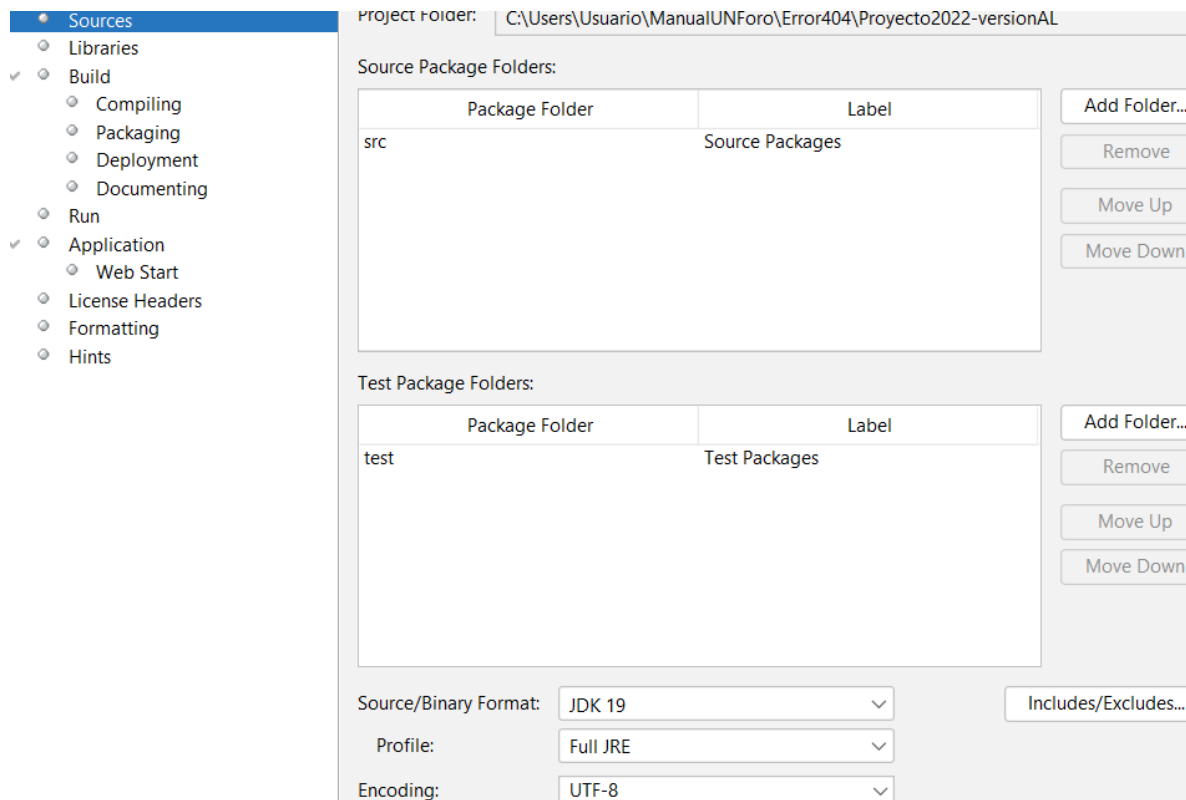 Sources
Libraries
Build
Compiling
Packaging
Deployment
Documenting
Run
Application
Web Start
License Headers
Formatting
Hints
Project Folder: C:\Users\Usuario\ManualUNForo\Error404\Proyecto2022-versionAL
Source Package Folders:
Package Folder Label
src Source Packages
Add Folder...
Remove
Move Up
Move Down
Test Package Folders:
Package Folder Label
test Test Packages
Add Folder...
Remove
Move Up
Move Down
Source/Binary Format: JDK 19
Includes/Excludes...
Profile: Full JRE
Encoding: UTF-8